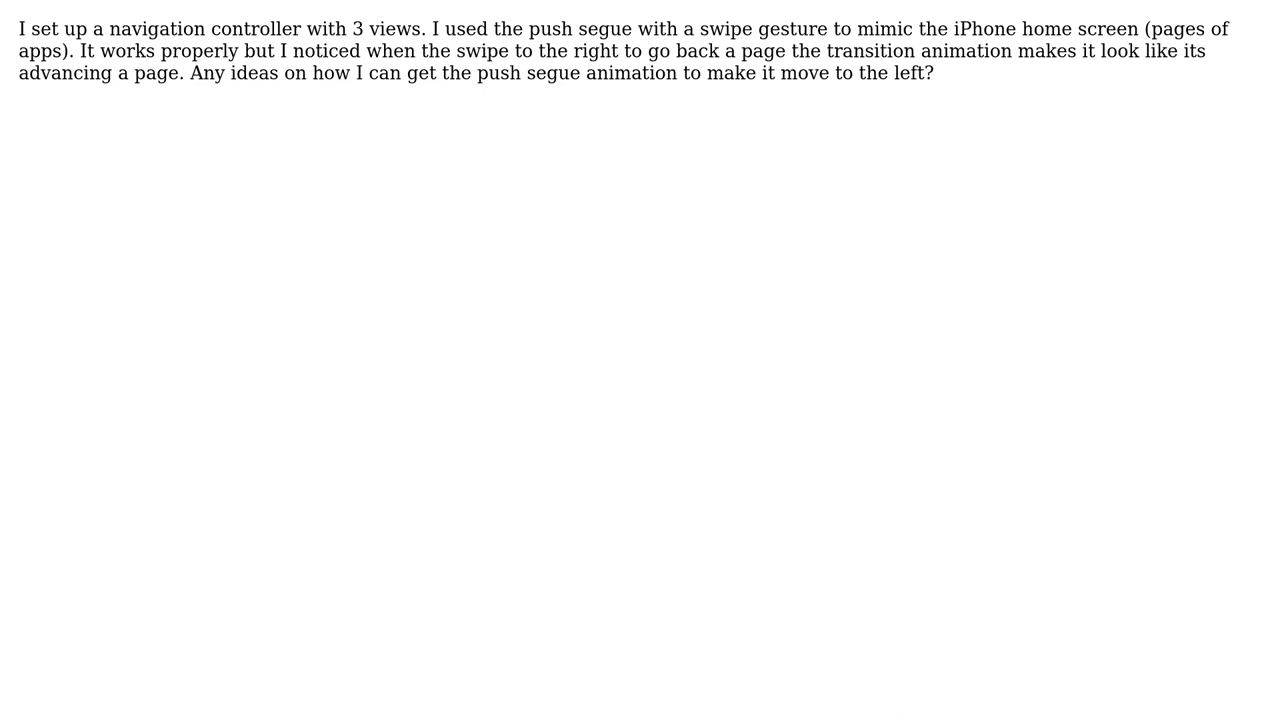 I set up a navigation controller with 3 views. I used the push segue with a swipe gesture to mimic the iPhone home screen (pages of
apps). It works properly but I noticed when the swipe to the right to go back a page the transition animation makes it look like its
advancing a page. Any ideas on how I can get the push segue animation to make it move to the left?